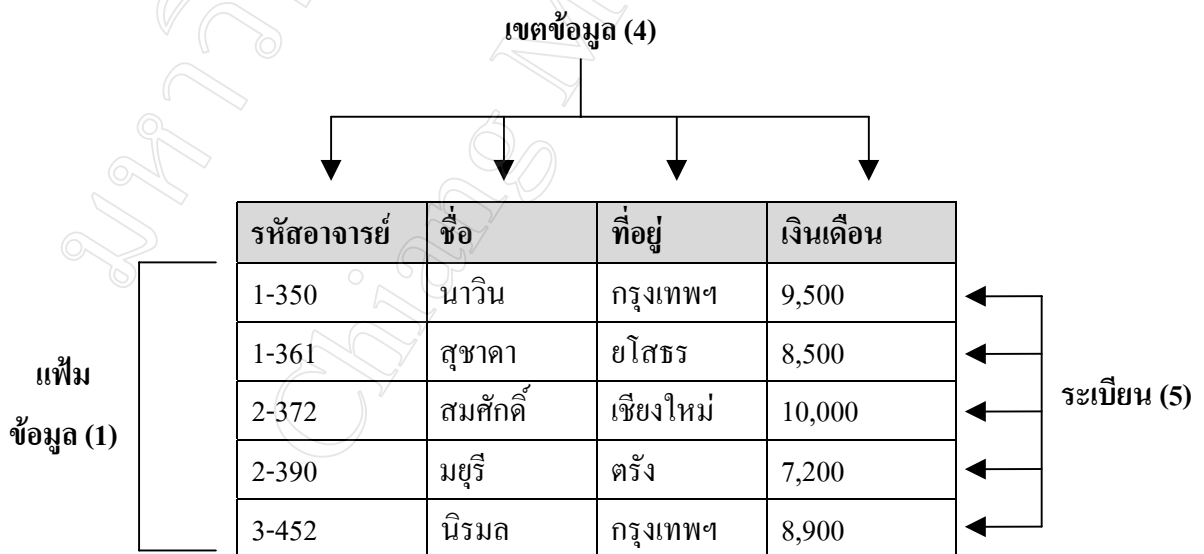 เขตข้อมูล (4)
รหัสอาจารย์ ชื่อ ที่อยู่ เงินเดือน
1-350 นาวิน กรุงเทพฯ 9,500
1-361 สุชาดา ยโสธร 8,500
2-372 สมศักดิ์ เชียงใหม่ 10,000
2-390 มยุรี ตรัง 7,200
3-452 นิรมล กรุงเทพฯ 8,900
แฟ้ม
ข้อมูล (1)
ระเบียน (5)
Chiang